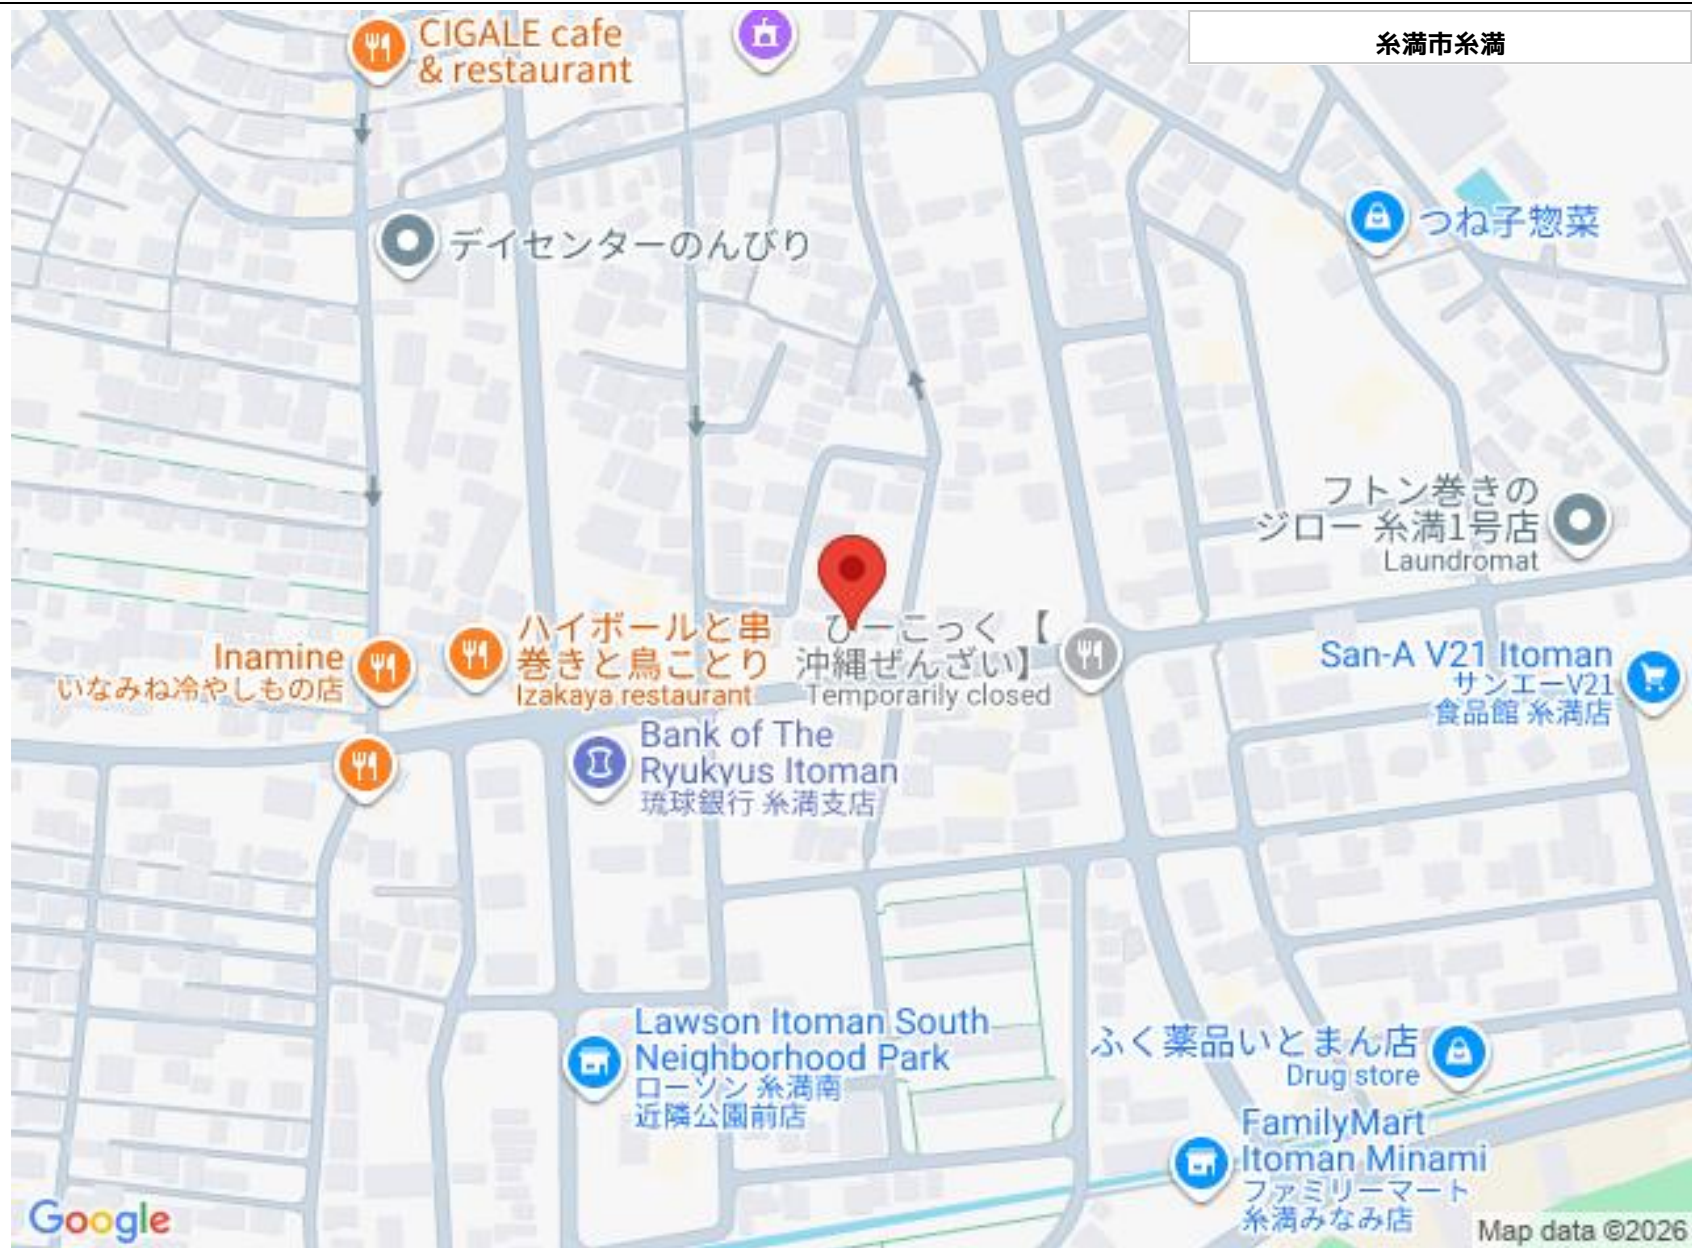 糸満市糸満
CIGALE cafe
& restaurant
つね子惣菜
デイセンターのんびり
フトン巻きの
ジロー 糸満1号店
Laundromat
ハイボールと串
巻きと鳥ことり
Izakaya restaurant
ぴーこっく【
沖縄ぜんざい】
Temporarily closed
Inamine
いなみね冷やしもの店
San-A V21 Itoman
サンエーV21
食品館 糸満店
Bank of The
Ryukyus Itoman
琉球銀行 糸満支店
Lawson Itoman South
Neighborhood Park
ローソン 糸満南
近隣公園前店
ふく薬品いとまん店
Drug store
FamilyMart
Itoman Minami
ファミリーマート
糸満みなみ店
Google
Map data ©2026